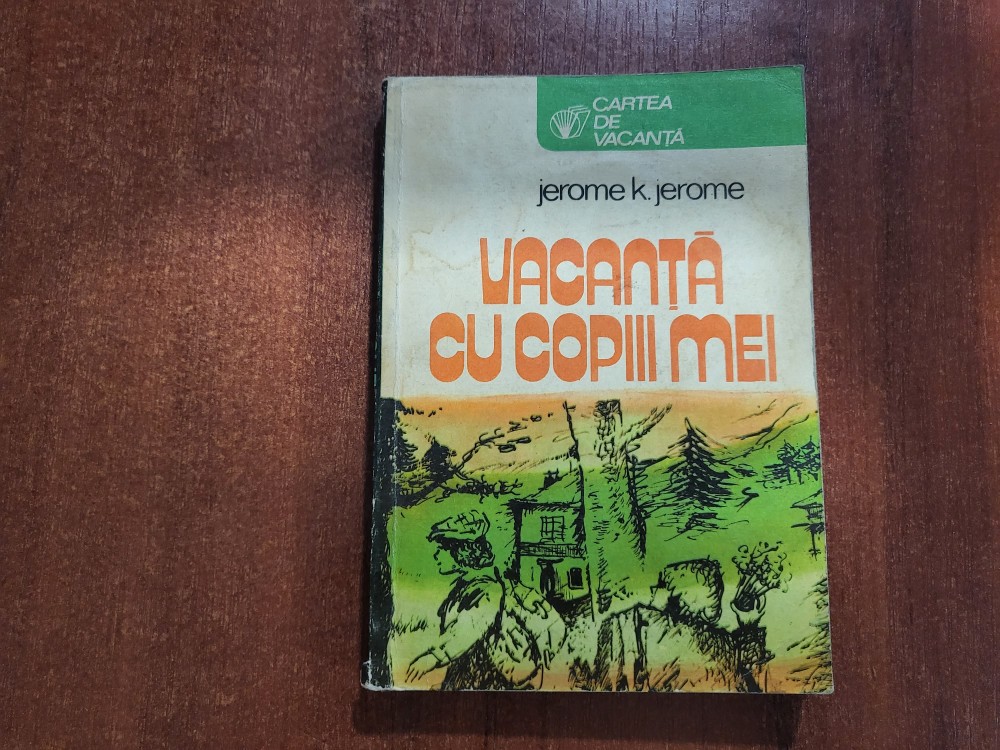 CARTEA
DE
VACANȚĂ
jerome k. jerome
VACANȚĂ
CU COPIII MEI